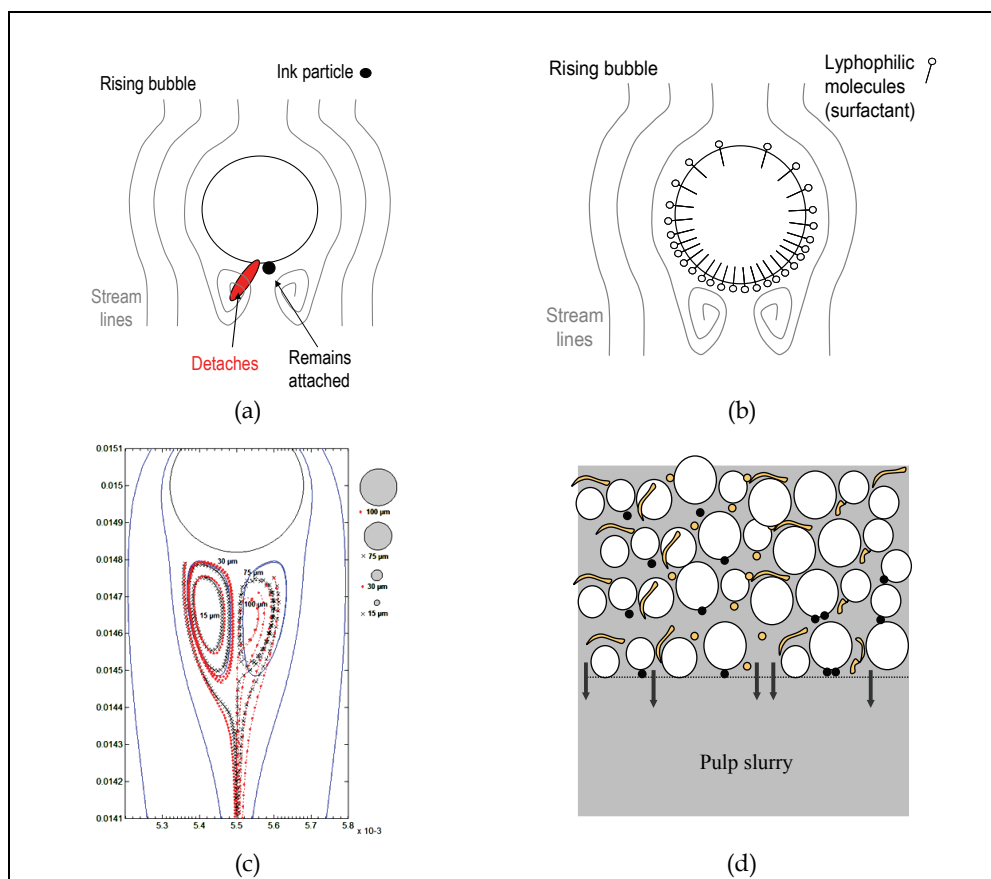 Rising bubble
Ink particle
Stream
lines
Detaches
Remains
attached
(a)
Rising bubble
Lyphophilic
molecules
(surfactant)
Stream
lines
(b)
0.0151
0.015
0.0149
0.0148
0.0147
0.0146
0.0145
0.0144
0.0143
0.0142
0.0141
5.3
5.4
5.5
5.6
5.7
5.8
x 10-3
30 µm
75 µm
100 µm
15 µm
100 µm
75 µm
30 µm
15 µm
(c)
Pulp slurry
(d)